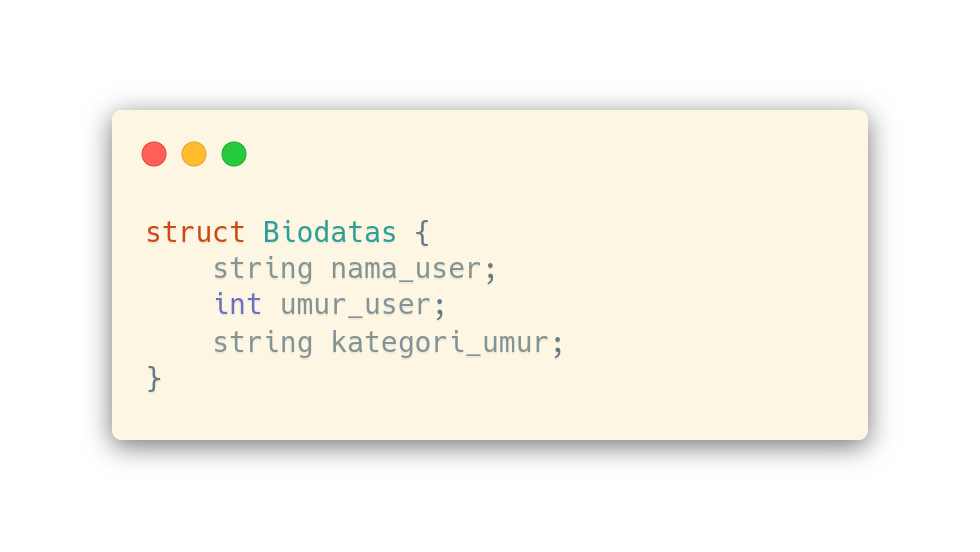 struct Biodatas {
    string nama_user;
    int umur_user;
    string kategori_umur;
}